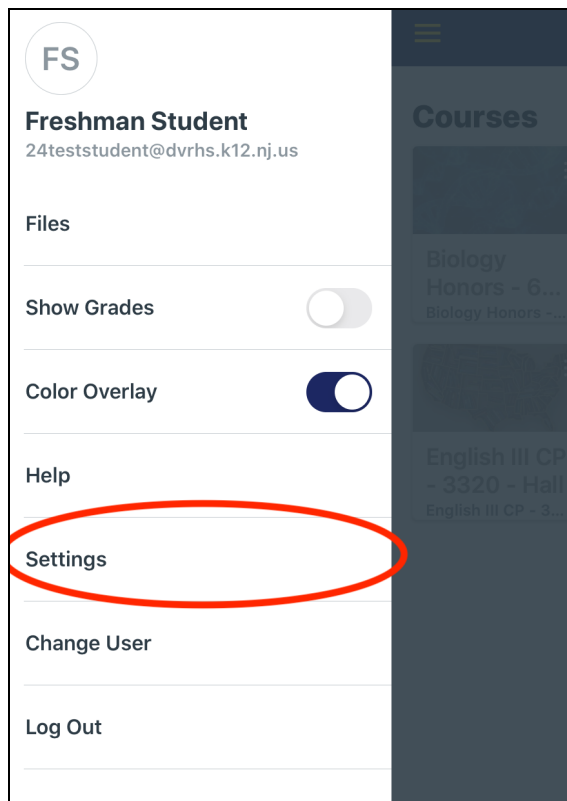 FS
Freshman Student
24teststudent@dvrhs.k12.nj.us
Files
Show Grades
Color Overlay
Help
Settings
Change User
Log Out
Courses
Biology
Honors - 6...
Biology Honors -...
English III CP
- 3320 - Hall
English III CP - 3...